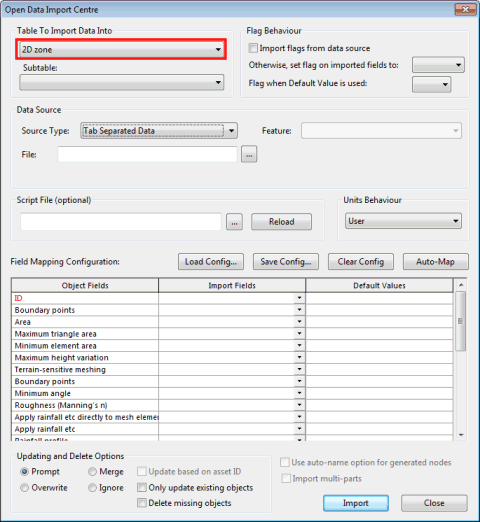 Open Data Import Centre
Table To Import Data Into
2D zone
Subtable:
Flag Behaviour
Import flags from data source
Otherwise, set flag on imported fields to:
Flag when Default Value is used:
Data Source
Source Type: Tab Separated Data
Feature:
File: ...
Script File (optional)
... Reload
Units Behaviour
User
Field Mapping Configuration: Load Config... Save Config... Clear Config Auto-Map
Object Fields Import Fields Default Values
ID
Boundary points
Area
Maximum triangle area
Minimum element area
Maximum height variation
Terrain-sensitive meshing
Boundary points
Minimum angle
Roughness (Manning's n)
Apply rainfall etc directly to mesh elemen
Apply rainfall etc
Rainfall profile
Updating and Delete Options
Prompt Merge Update based on asset ID
Overwrite Ignore Only update existing objects
Delete missing objects
Use auto-name option for generated nodes
Import multi-parts
Import Close